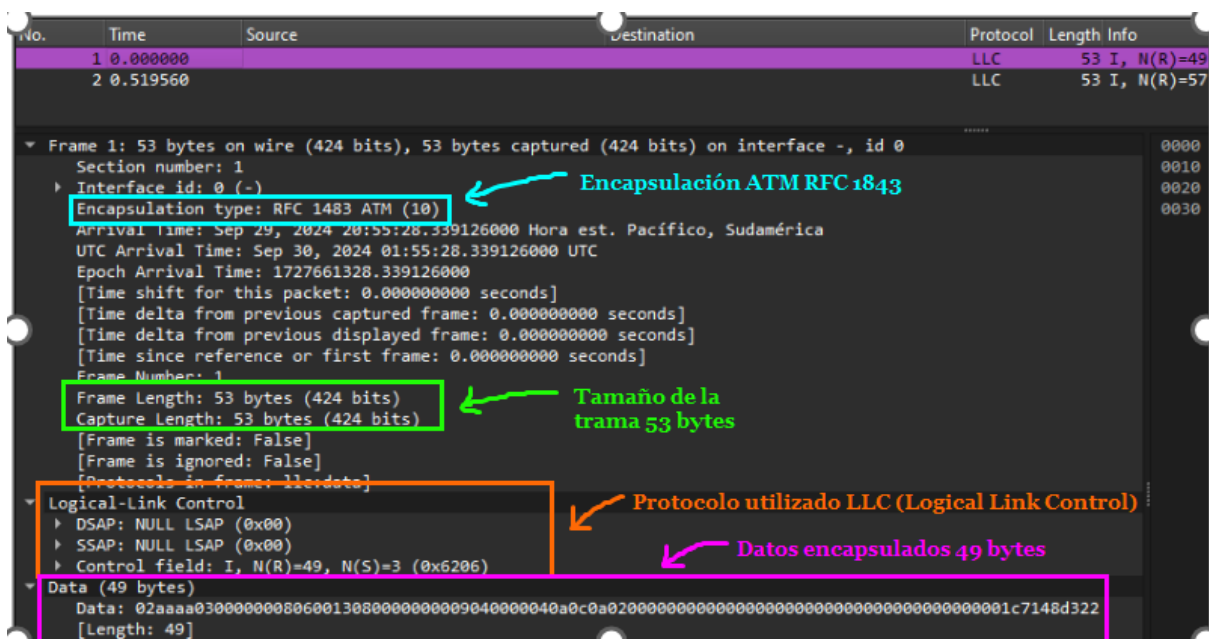 No. Time Source Destination Protocol Length Info
1 0.000000 LLC 53 I, N(R)=49
2 0.519560 LLC 53 I, N(R)=57
Frame 1: 53 bytes on wire (424 bits), 53 bytes captured (424 bits) on interface -, id 0
0000
Section number: 1
0010
Interface id: 0 (-)
Encapsulación ATM RFC 1843
0020
Encapsulation type: RFC 1483 ATM (10)
0030
Arrival Time: Sep 29, 2024 20:55:28.339126000 Hora est. Pacífico, Sudamérica
UTC Arrival Time: Sep 30, 2024 01:55:28.339126000 UTC
Epoch Arrival Time: 1727661328.339126000
[Time shift for this packet: 0.000000000 seconds]
[Time delta from previous captured frame: 0.000000000 seconds]
[Time delta from previous displayed frame: 0.000000000 seconds]
[Time since reference or first frame: 0.000000000 seconds]
Frame Number: 1
Frame Length: 53 bytes (424 bits)
Tamaño de la
Capture Length: 53 bytes (424 bits)
trama 53 bytes
[Frame is marked: False]
[Frame is ignored: False]
[Protocols in frame: llc:data]
Logical-Link Control
Protocolo utilizado LLC (Logical Link Control)
DSAP: NULL LSAP (0x00)
SSAP: NULL LSAP (0x00)
Datos encapsulados 49 bytes
Control field: I, N(R)=49, N(S)=3 (0x6206)
Data (49 bytes)
Data:
[Length: 49]